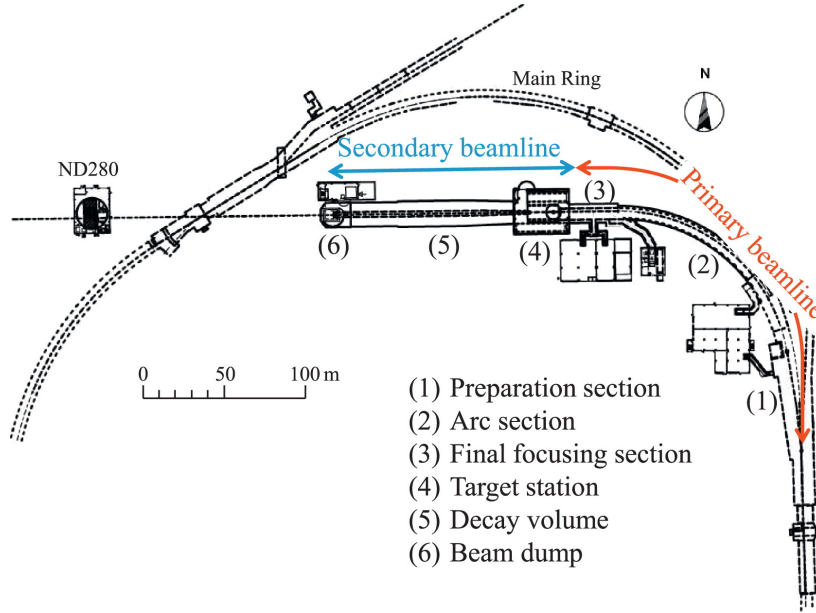 Main Ring
N
ND280
Secondary beamline
Primary beamline
(3)
(6)
(5)
(4)
(2)
(1)
0 50 100 m
(1) Preparation section
(2) Arc section
(3) Final focusing section
(4) Target station
(5) Decay volume
(6) Beam dump